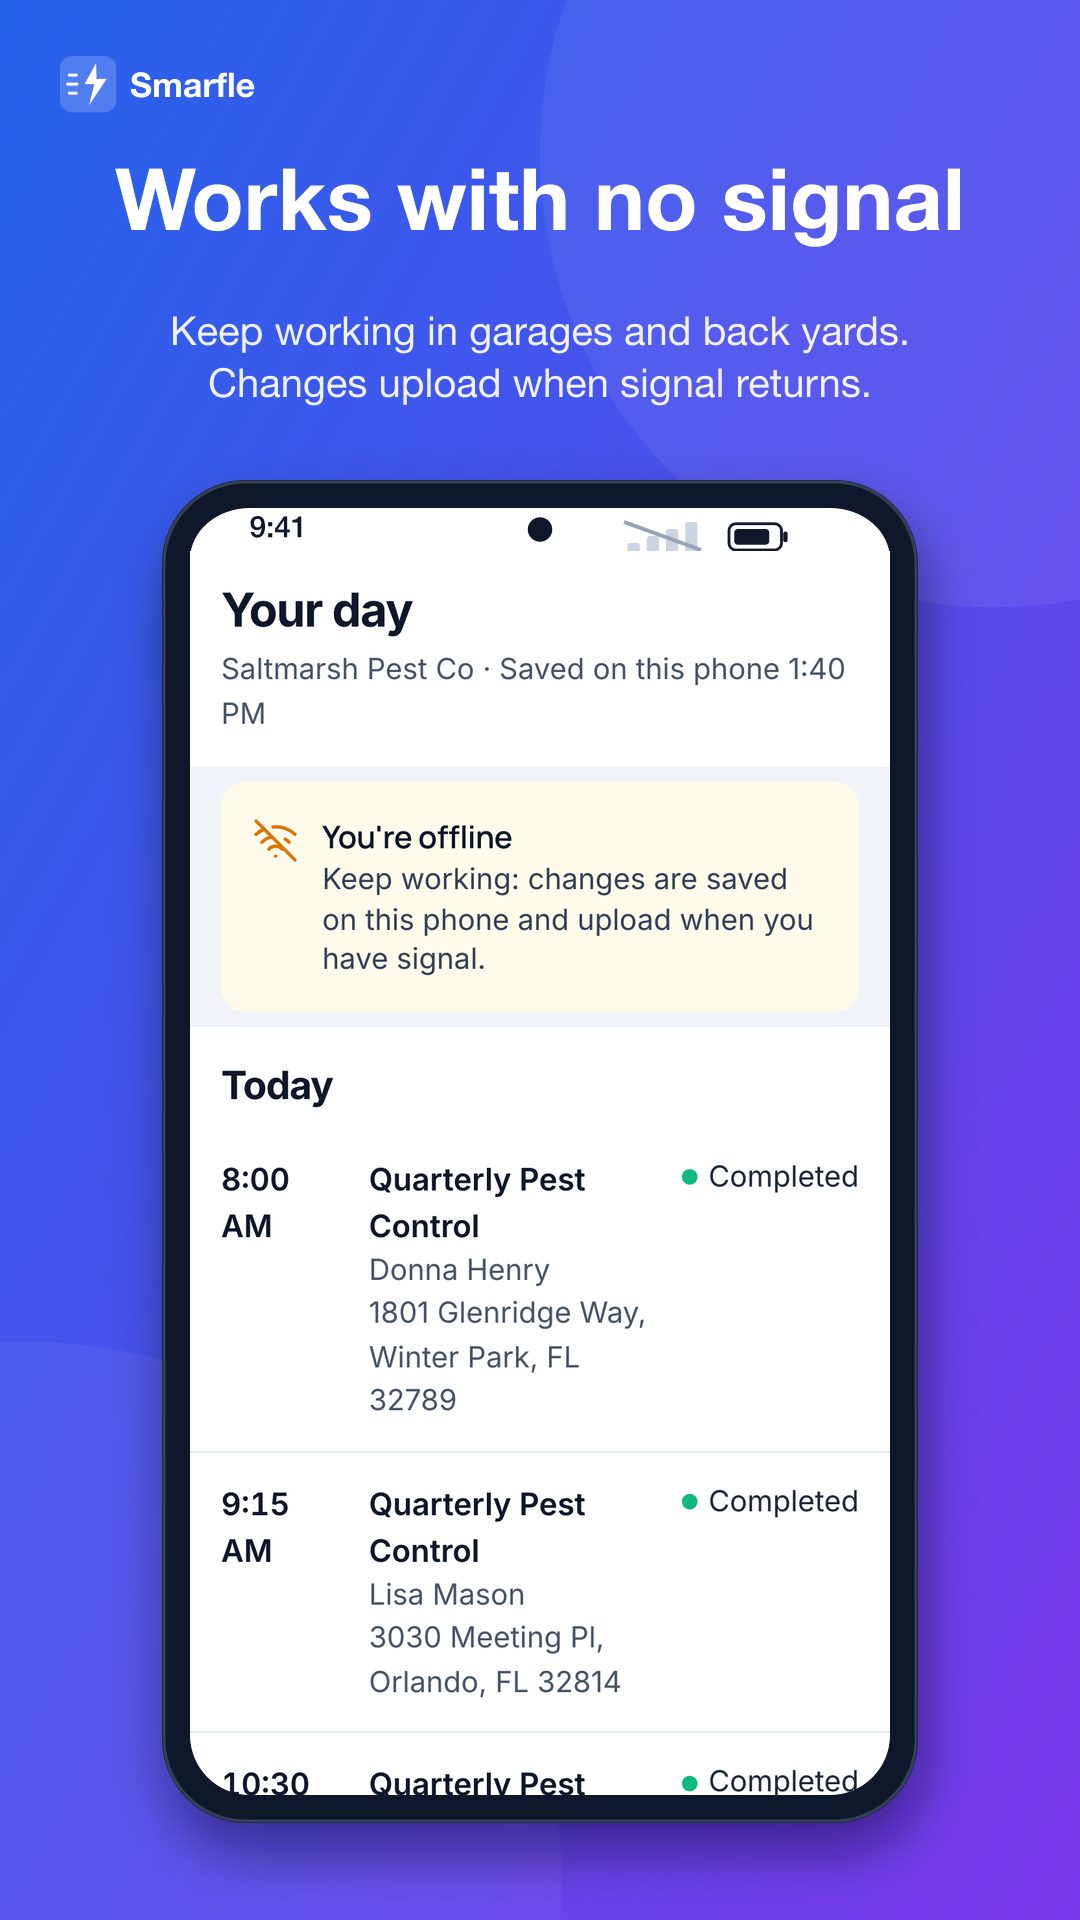 Smarfle
Works with no signal
Keep working in garages and back yards.
Changes upload when signal returns.
9:41
Your day
Saltmarsh Pest Co · Saved on this phone 1:40
PM
You're offline
Keep working: changes are saved
on this phone and upload when you
have signal.
Today
8:00
AM
Quarterly Pest
Control
Completed
Donna Henry
1801 Glenridge Way,
Winter Park, FL
32789
9:15
AM
Quarterly Pest
Control
Completed
Lisa Mason
3030 Meeting Pl,
Orlando, FL 32814
10:30
Quarterly Pest
Completed